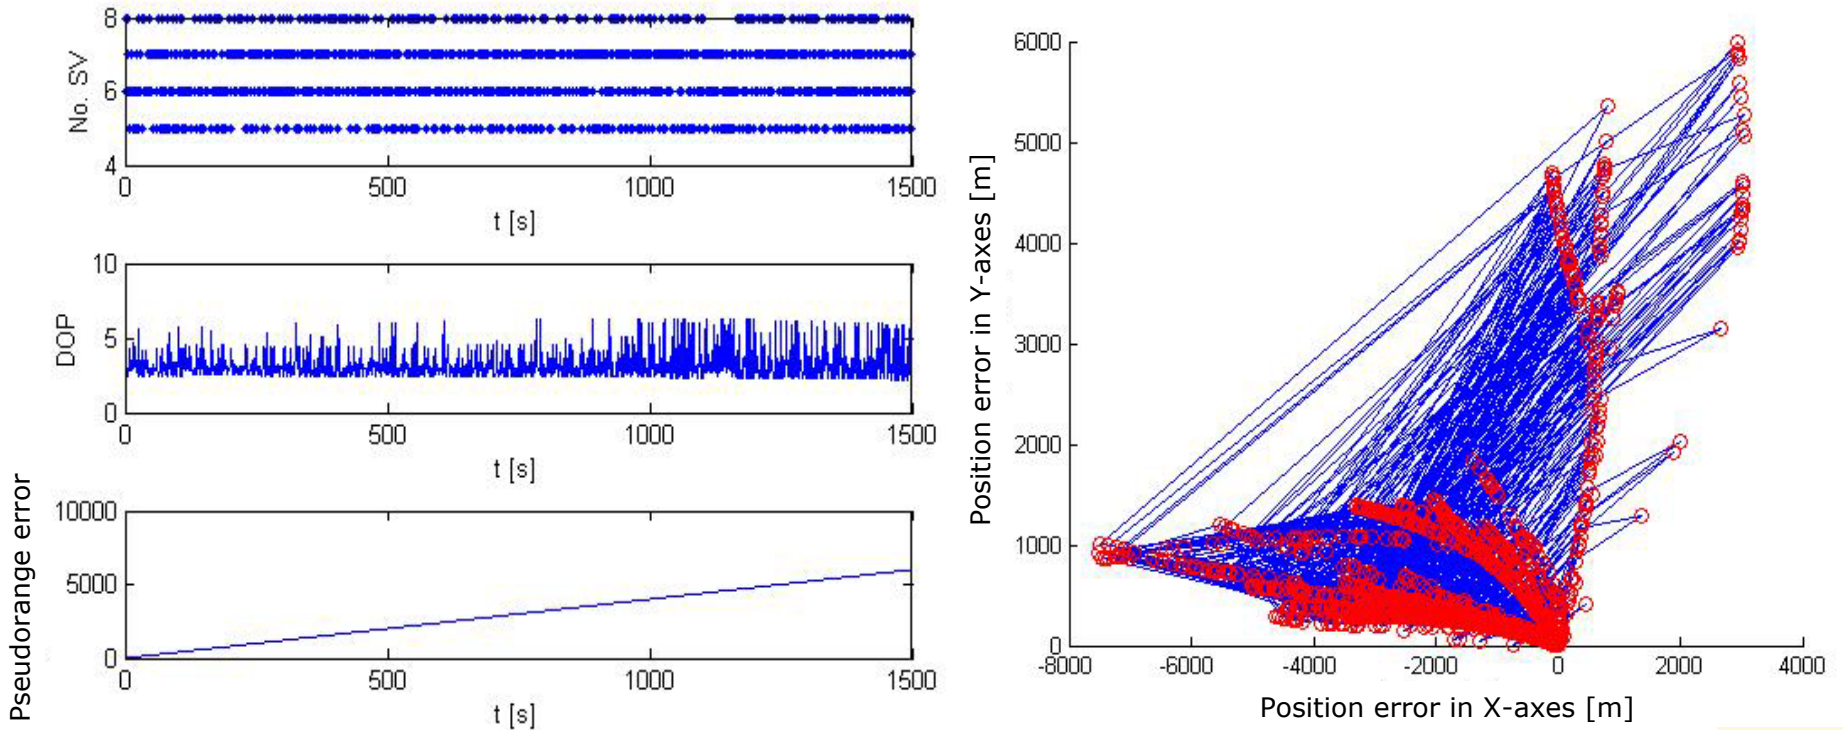 8
6
4
No. SV
0 500 1000 1500
t [s]
10
5
0
DOP
0 500 1000 1500
t [s]
10000
5000
0
Pseudorange error
0 500 1000 1500
t [s]
6000
5000
4000
3000
2000
1000
0
Position error in Y-axes [m]
-8000 -6000 -4000 -2000 0 2000 4000
Position error in X-axes [m]